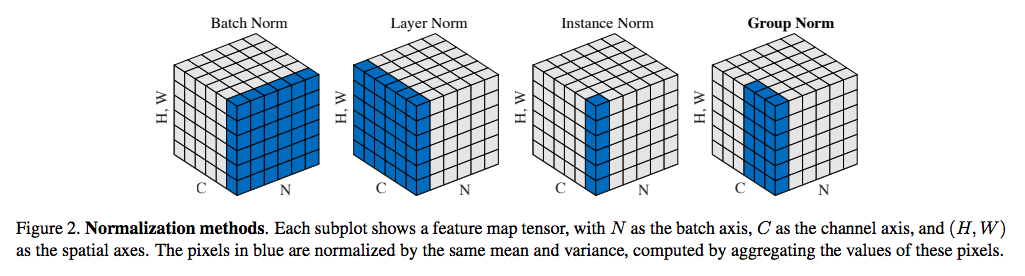 Batch Norm
Layer Norm
Instance Norm
Group Norm
H, W
C
N
H, W
C
N
H, W
C
N
H, W
C
N
Figure 2. Normalization methods. Each subplot shows a feature map tensor, with N as the batch axis, C as the channel axis, and (H, W)
as the spatial axes. The pixels in blue are normalized by the same mean and variance, computed by aggregating the values of these pixels.